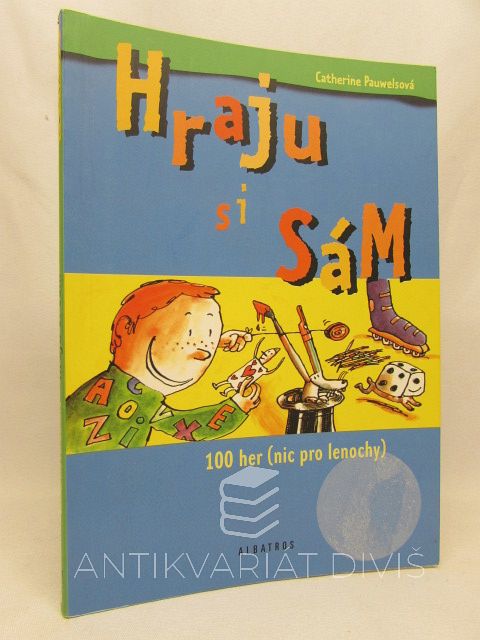 Catherine Pauwelsová
Hraju
si
SáM
A C O I X E Z
100 her (nic pro lenochy)
ALBATROS
ANTIKVARIÁT DIVIŠ